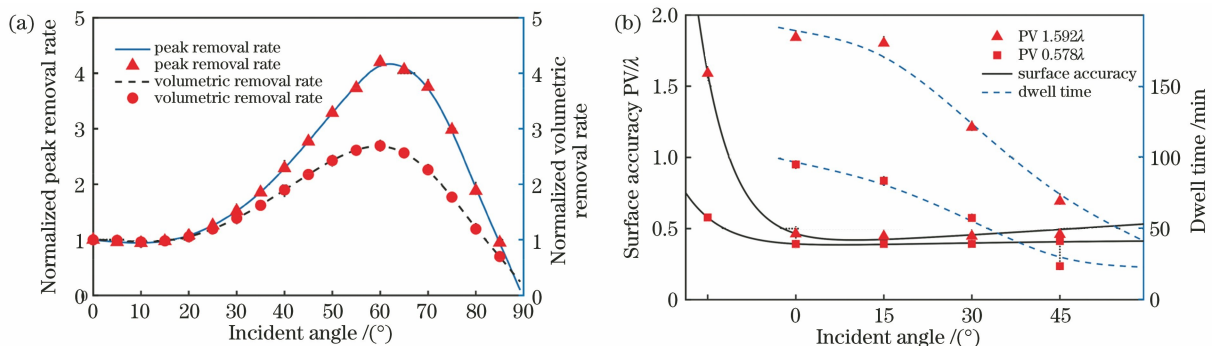 (a)
5
4
3
2
1
0
0
Normalized peak removal rate
peak removal rate
peak removal rate
volumetric removal rate
volumetric removal rate
5
4
3
2
1
0
Normalized volumetric
removal rate
0 10 20 30 40 50 60 70 80 90
Incident angle /(°)
(b)
2.0
1.5
1.0
0.5
0
Surface accuracy PV/λ
PV 1.592λ
PV 0.578λ
surface accuracy
dwell time
150
100
50
0
Dwell time /min
0 15 30 45
Incident angle /(°)